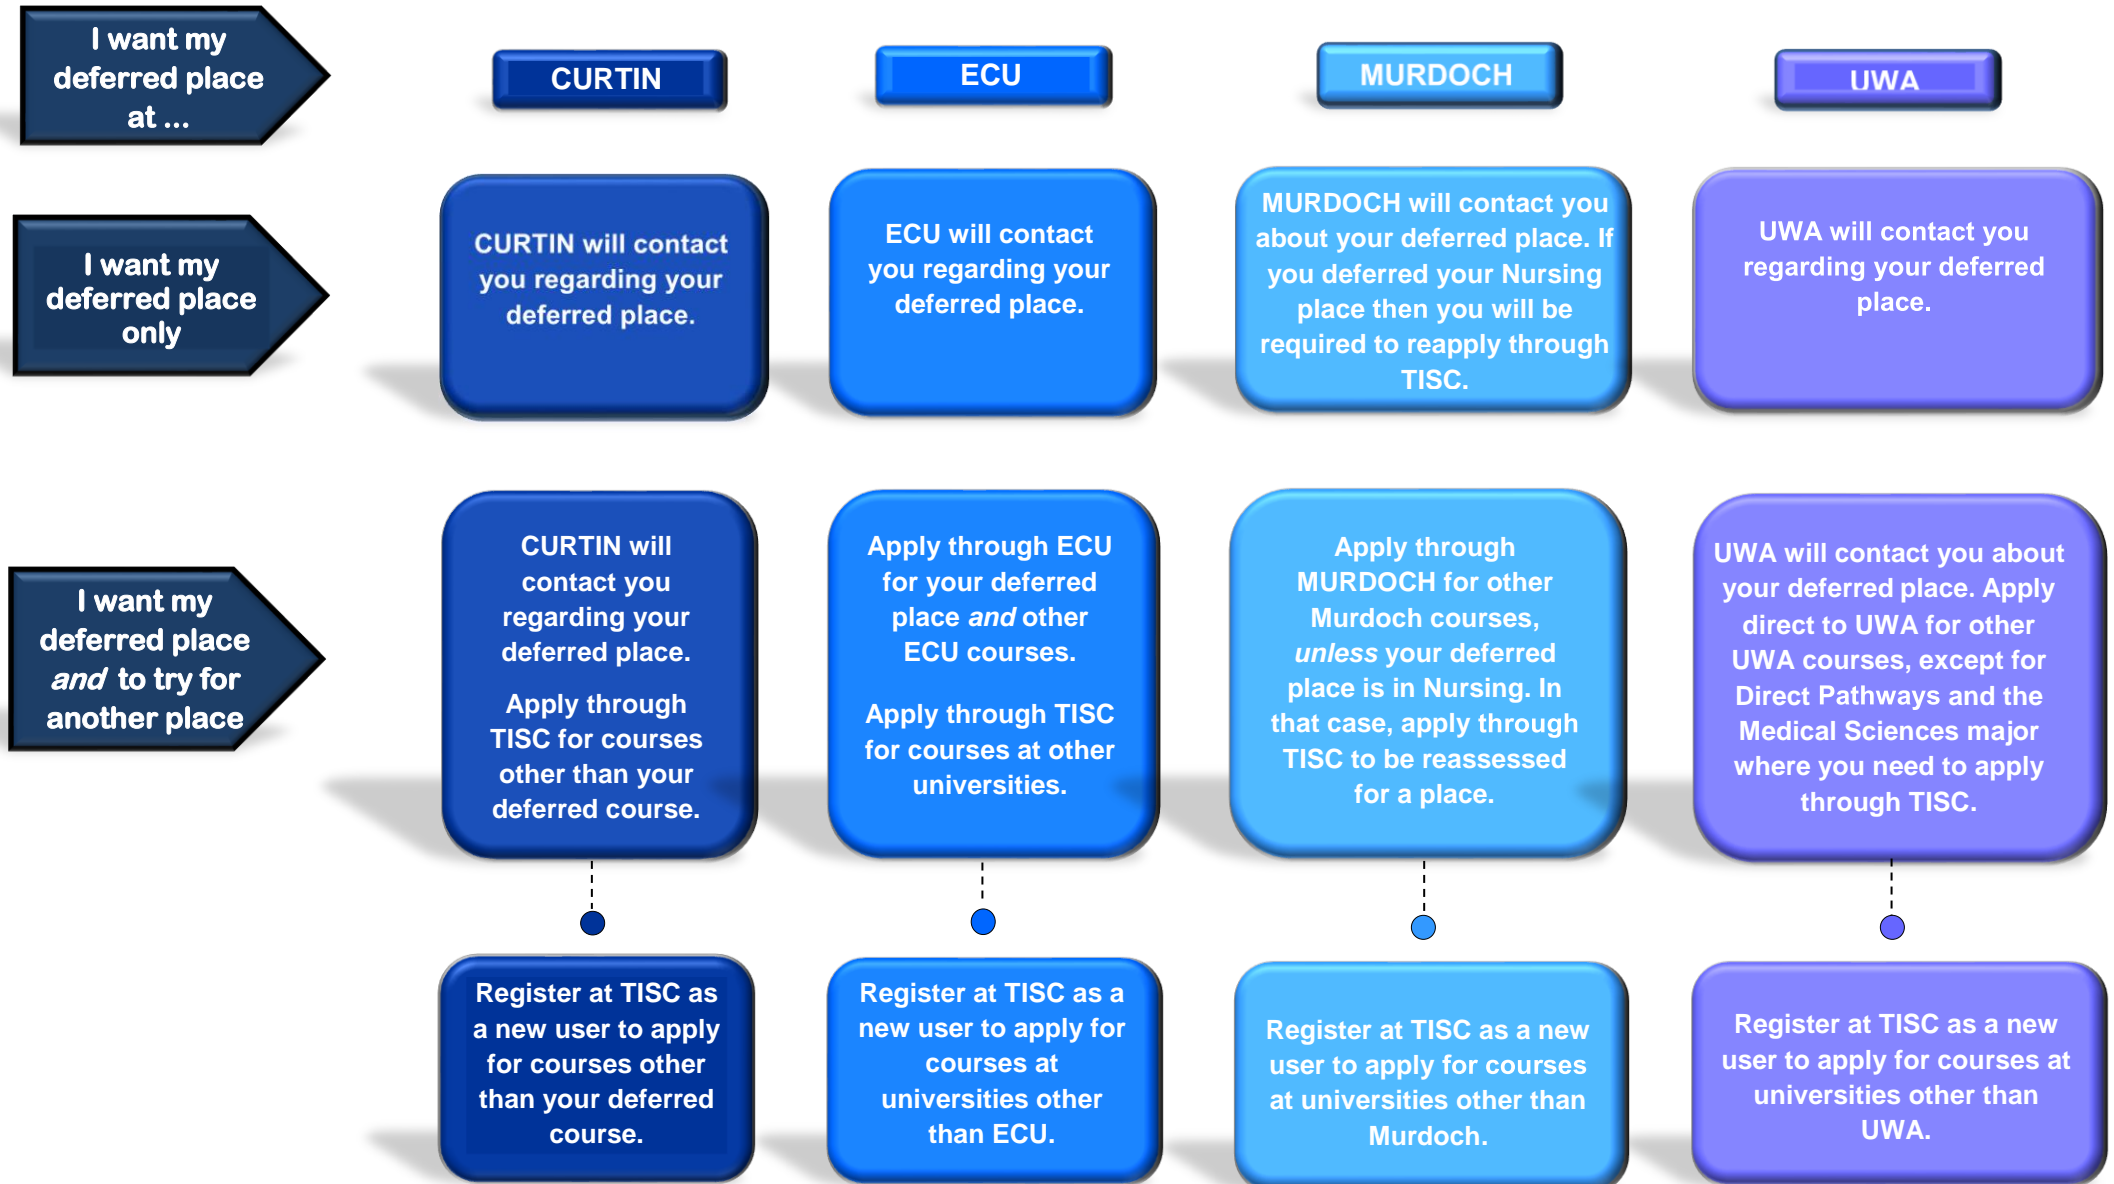 I want my
deferred place
at ...
CURTIN
ECU
MURDOCH
UWA
I want my
deferred place
only
CURTIN will contact
you regarding your
deferred place.
ECU will contact
you regarding your
deferred place.
MURDOCH will contact you
about your deferred place. If
you deferred your Nursing
place then you will be
required to reapply through
TISC.
UWA will contact you
regarding your deferred
place.
I want my
deferred place
and to try for
another place
CURTIN will
contact you
regarding your
deferred place.
Apply through
TISC for courses
other than your
deferred course.
Apply through ECU
for your deferred
place and other
ECU courses.
Apply through TISC
for courses at other
universities.
Apply through
MURDOCH for other
Murdoch courses,
unless your deferred
place is in Nursing. In
that case, apply through
TISC to be reassessed
for a place.
UWA will contact you about
your deferred place. Apply
direct to UWA for other
UWA courses, except for
Direct Pathways and the
Medical Sciences major
where you need to apply
through TISC.
Register at TISC as
a new user to apply
for courses other
than your deferred
course.
Register at TISC as a
new user to apply for
courses at
universities other
than ECU.
Register at TISC as a new
user to apply for courses
at universities other than
Murdoch.
Register at TISC as a new
user to apply for courses at
universities other than
UWA.